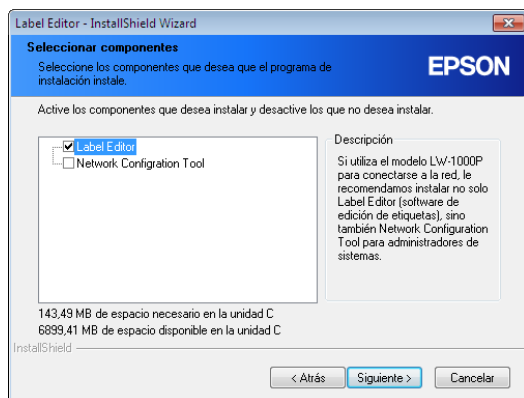 Label Editor - InstallShield Wizard
Seleccionar componentes
Seleccione los componentes que desea que el programa de
instalación instale.
EPSON
Active los componentes que desea instalar y desactive los que no desea instalar.
Label Editor
Network Configration Tool
Descripción
Si utiliza el modelo LW-1000P
para conectarse a la red, le
recomendamos instalar no solo
Label Editor (software de
edición de etiquetas), sino
también Network Configuration
Tool para administradores de
sistemas.
143,49 MB de espacio necesario en la unidad C
6899,41 MB de espacio disponible en la unidad C
InstallShield
< Atrás
Siguiente >
Cancelar